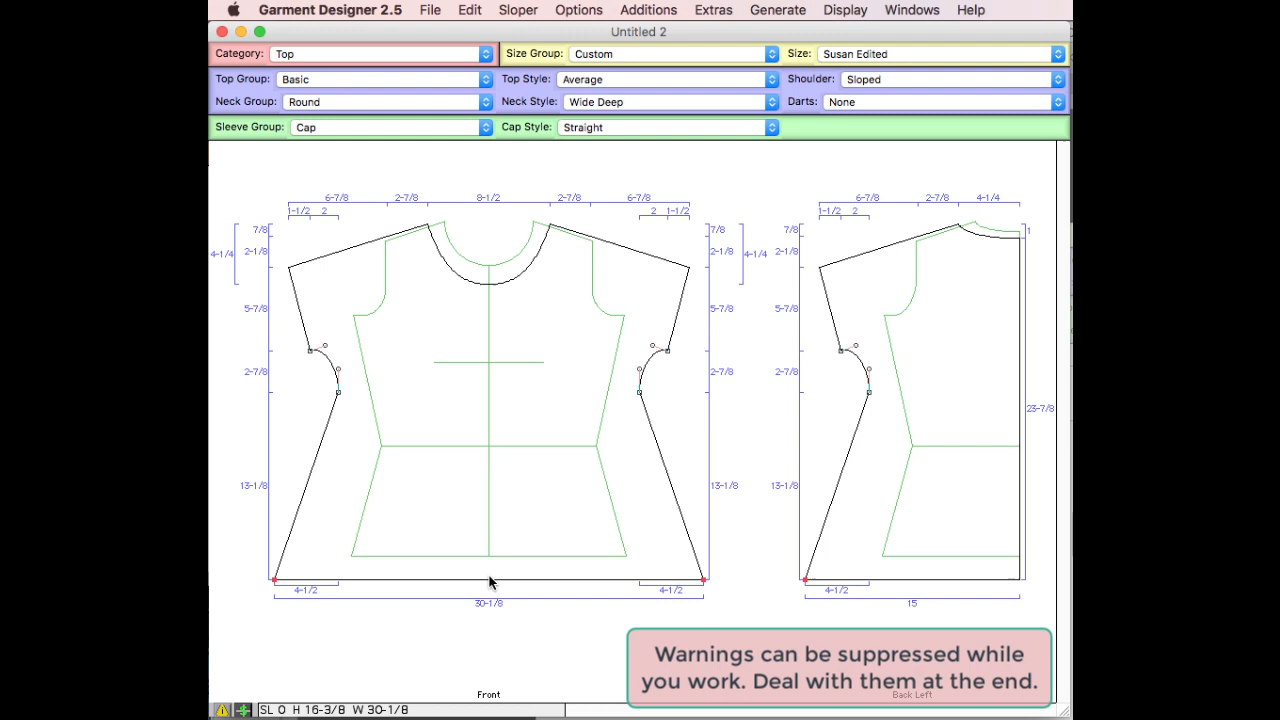 Garment Designer 2.5 File Edit Sloper Options Additions Extras Generate Display Windows Help
Untitled 2
Category: Top Size Group: Custom Size: Susan Edited
Top Group: Basic Top Style: Average Shoulder: Sloped
Neck Group: Round Neck Style: Wide Deep Darts: None
Sleeve Group: Cap Cap Style: Straight
6-7/8 2-7/8 8-1/2 2-7/8 6-7/8 6-7/8 2-7/8 4-1/4
1-1/2 2 2 1-1/2 1-1/2 2
7/8 7/8 7/8 1
4-1/4 2-1/8 2-1/8 4-1/4 2-1/8
5-7/8 5-7/8 5-7/8
2-7/8 2-7/8 2-7/8
23-7/8
13-1/8 13-1/8 13-1/8
4-1/2 4-1/2 4-1/2
30-1/8 15
Warnings can be suppressed while
you work. Deal with them at the end.
Front Back Left
SL 0 H 16-3/8 W 30-1/8